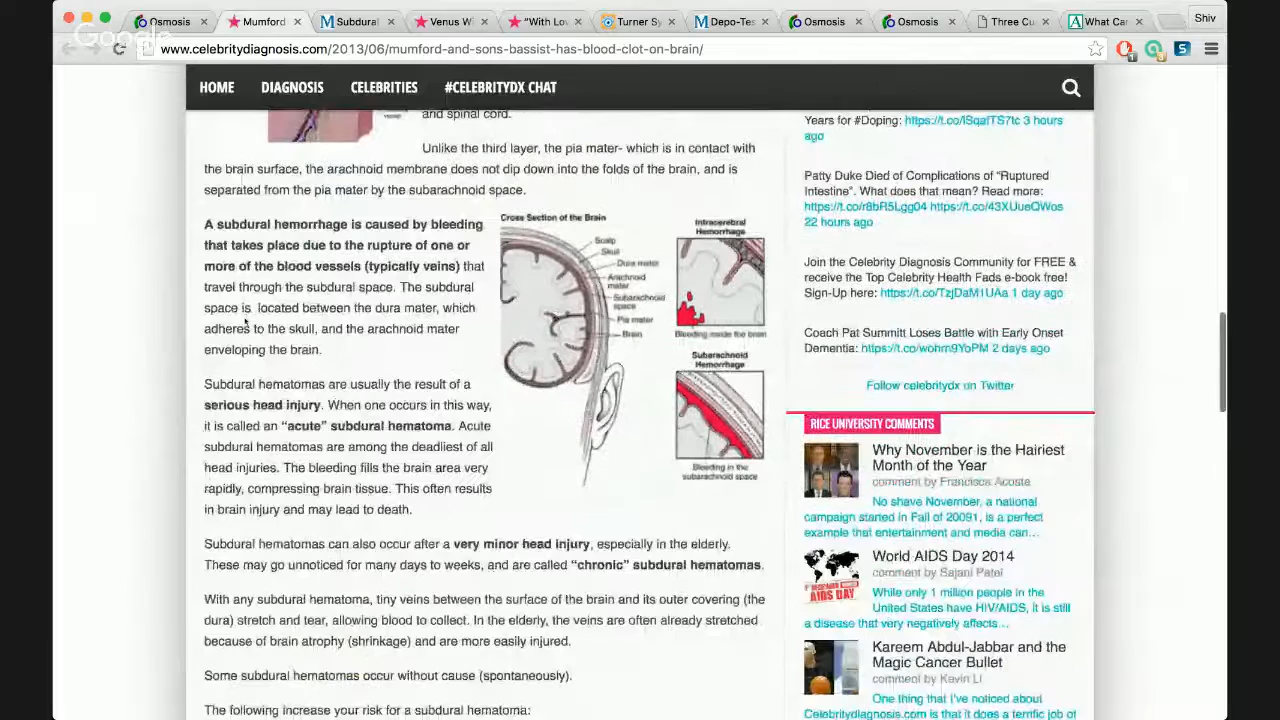 Osmosis
Mumford
Subdura
Venus W
"With Lo
Turner Sy
Depo-Tes
Osmosis
Osmosis
Three Cu
What Ca
Shiv
Google
www.celebritydiagnosis.com/2013/06/mumford-and-sons-bassist-has-blood-clot-on-brain/
HOME DIAGNOSIS CELEBRITIES #CELEBRITYDX CHAT
and spinal cord.
Unlike the third layer, the pia mater- which is in contact with
the brain surface, the arachnoid membrane does not dip down into the folds of the brain, and is
separated from the pia mater by the subarachnoid space.
A subdural hemorrhage is caused by bleeding
that takes place due to the rupture of one or
more of the blood vessels (typically veins) that
travel through the subdural space. The subdural
space is located between the dura mater, which
adheres to the skull, and the arachnoid mater
enveloping the brain.
Cross Section of the Brain
Scalp
Skull
Dura mater
Arachnoid
mater
Subarachnoid
space
Pia mater
Brain
Intracerebral
Hemorrhage
Bleeding inside the brain
Subarachnoid
Hemorrhage
Bleeding in the
subarachnoid space
Subdural hematomas are usually the result of a
serious head injury. When one occurs in this way,
it is called an “acute” subdural hematoma. Acute
subdural hematomas are among the deadliest of all
head injuries. The bleeding fills the brain area very
rapidly, compressing brain tissue. This often results
in brain injury and may lead to death.
Subdural hematomas can also occur after a very minor head injury, especially in the elderly.
These may go unnoticed for many days to weeks, and are called “chronic” subdural hematomas.
With any subdural hematoma, tiny veins between the surface of the brain and its outer covering (the
dura) stretch and tear, allowing blood to collect. In the elderly, the veins are often already stretched
because of brain atrophy (shrinkage) and are more easily injured.
Some subdural hematomas occur without cause (spontaneously).
The following increase your risk for a subdural hematoma:
Years for #Doping: 3 hours
ago
Patty Duke Died of Complications of "Ruptured
Intestine". What does that mean? Read more:
https://t.co/r8bR5Lgg04 https://t.co/43XUueQWos
22 hours ago
Join the Celebrity Diagnosis Community for FREE &
receive the Top Celebrity Health Fads e-book free!
Sign-Up here: https://t.co/TzjDaM1UAa 1 day ago
Coach Pat Summitt Loses Battle with Early Onset
Dementia: https://t.co/wohm9YoPM 2 days ago
Follow celebritydx on Twitter
RICE UNIVERSITY COMMENTS
Why November is the Hairiest
Month of the Year
comment by Francisca Acosta
No shave November, a national
campaign started in Fall of 20091, is a perfect
example that entertainment and media can…
World AIDS Day 2014
comment by Sajani Patel
While only 1 million people in the
United States have HIV/AIDS, it is still
a disease that very negatively affects…
Kareem Abdul-Jabbar and the
Magic Cancer Bullet
comment by Kevin Li
One thing that I've noticed about
Celebrydiagnosis.com is that it does a terrific job of